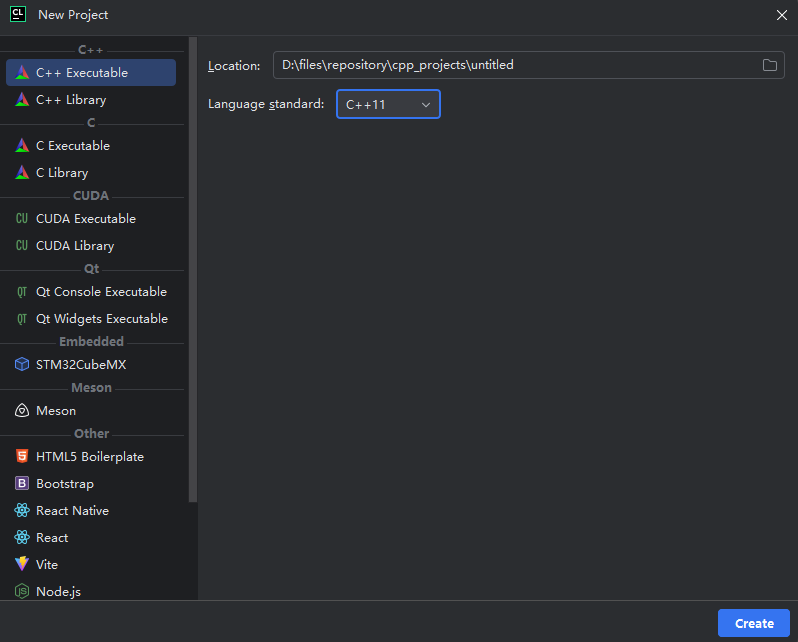 CL New Project
C++
C++ Executable
C++ Library
C
C Executable
C Library
CUDA
CU CUDA Executable
CU CUDA Library
Qt
QT Qt Console Executable
QT Qt Widgets Executable
Embedded
STM32CubeMX
Meson
Meson
Other
5 HTML5 Boilerplate
B Bootstrap
React Native
React
Vite
JS Node.js
Location: D:\files\repository\cpp_projects\untitled
Language standard: C++11
Create